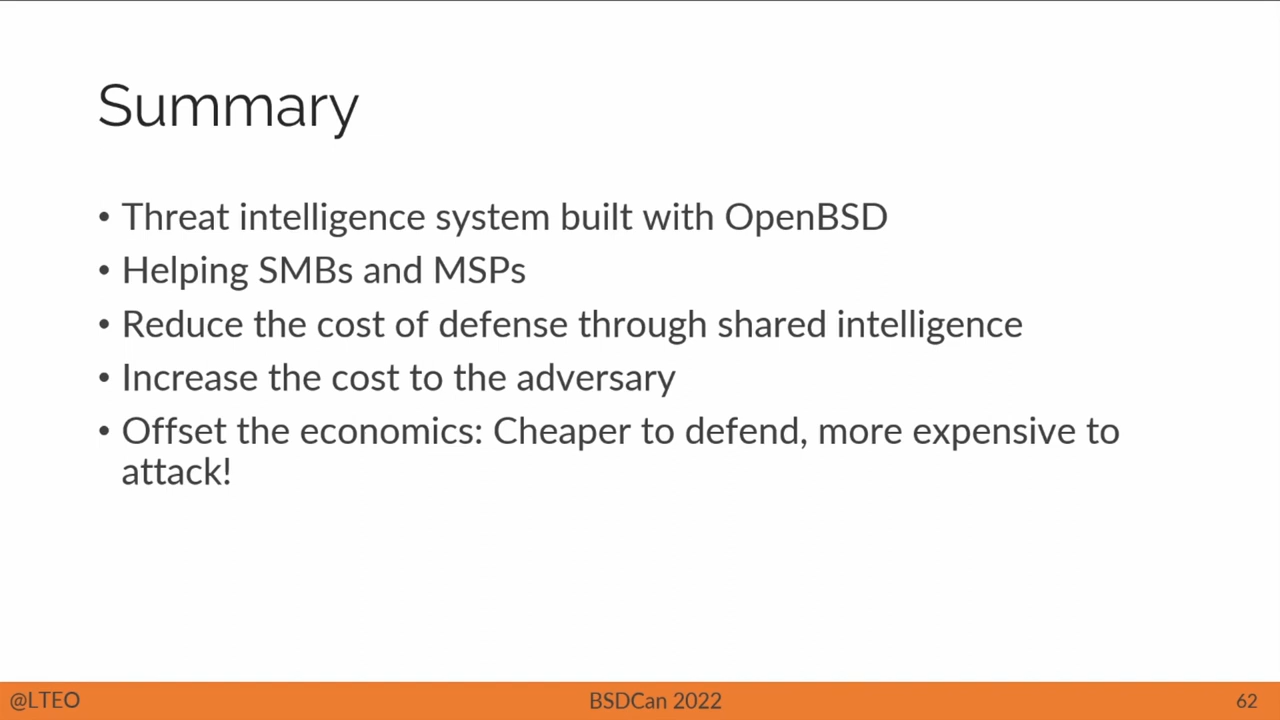 Summary
• Threat intelligence system built with OpenBSD
• Helping SMBs and MSPs
• Reduce the cost of defense through shared intelligence
• Increase the cost to the adversary
• Offset the economics: Cheaper to defend, more expensive to
attack!
@LTEO BSDCan 2022 62